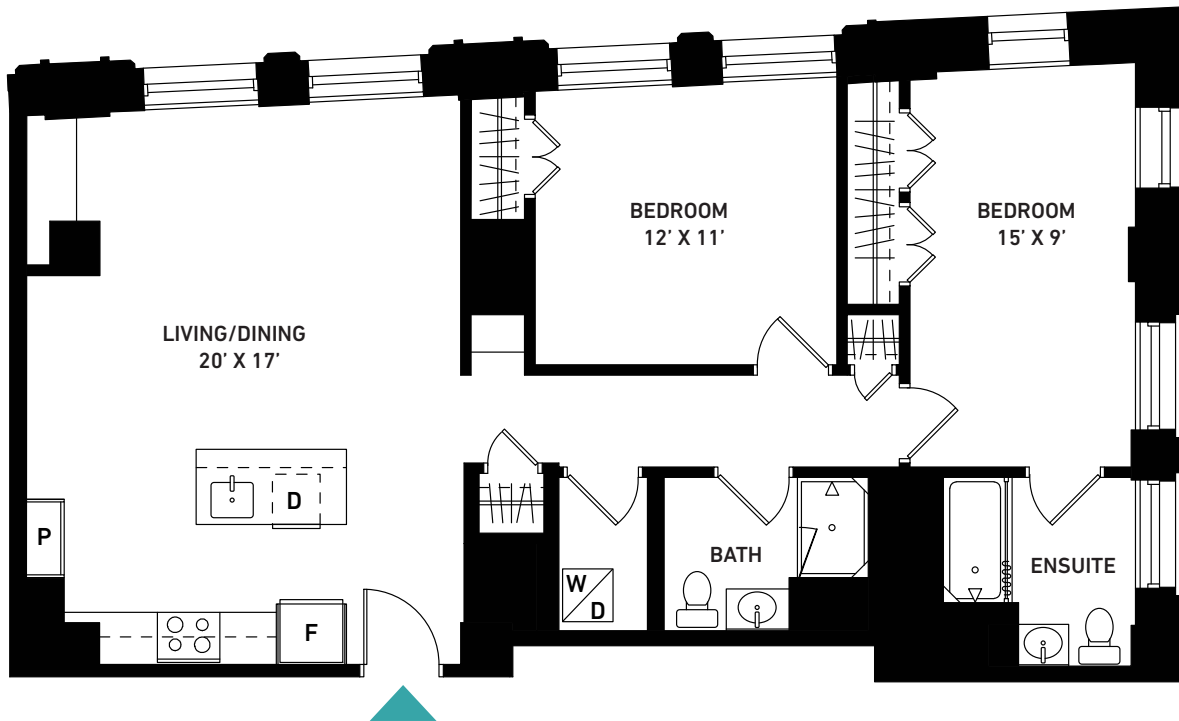 BEDROOM
12’ X 11’
BEDROOM
15’ X 9’
LIVING/DINING
20’ X 17’
D
P
BATH
ENSUITE
W
D
F